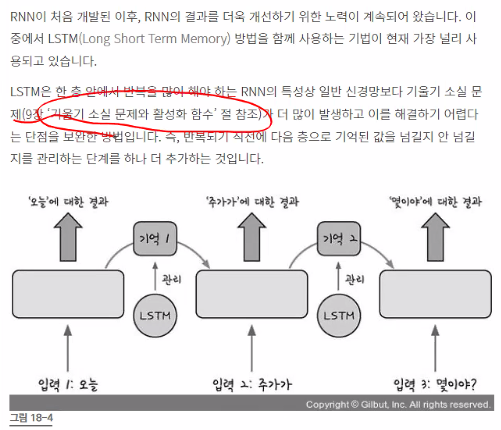 RNN이 처음 개발된 이후, RNN의 결과를 더욱 개선하기 위한 노력이 계속되어 왔습니다. 이
중에서 LSTM(Long Short Term Memory) 방법을 함께 사용하는 기법이 현재 가장 널리 사
용되고 있습니다.
LSTM은 한 층 안에서 반복을 많이 해야 하는 RNN의 특성상 일반 신경망보다 기울기 소실 문
제(9장 '기울기 소실 문제와 활성화 함수' 절 참조)가 더 많이 발생하고 이를 해결하기 어렵다
는 단점을 보완한 방법입니다. 즉, 반복되기 직전에 다음 층으로 기억된 값을 넘길지 안 넘길
지를 관리하는 단계를 하나 더 추가하는 것입니다.
'오늘'에 대한 결과
'주가가'에 대한 결과
'몇이야'에 대한 결과
기억 1
기억 2
관리
관리
LSTM
LSTM
입력 1: 오늘
입력 2: 주가가
입력 3: 몇이야?
Copyright © Gilbut, Inc. All rights reserved.
그림 18-4